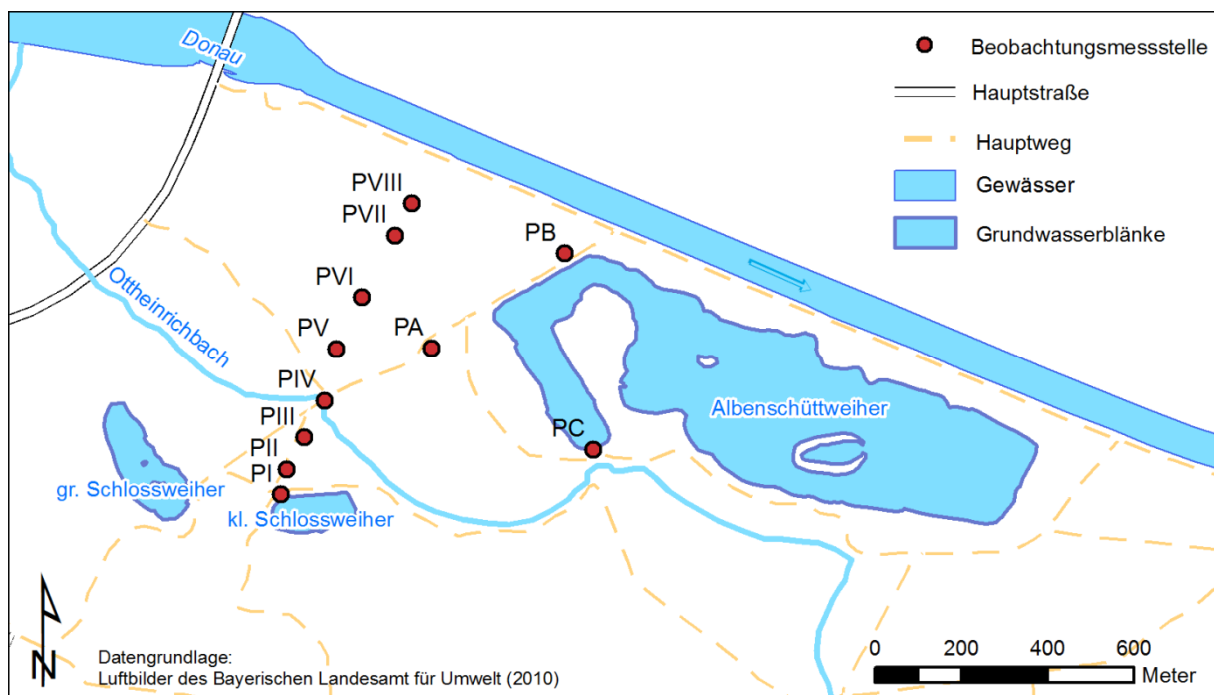 Donau
Beobachtungsmessstelle
Hauptstraße
Hauptweg
Gewässer
Grundwasserblänke
PVIII
PVII
PB
PVI
Ottheinrichbach
PV
PA
PIV
PIII
PII
PI
PC
Albenschüttweiher
gr. Schlossweiher
kl. Schlossweiher
N
Datengrundlage:
Luftbilder des Bayerischen Landesamt für Umwelt (2010)
0 200 400 600
Meter